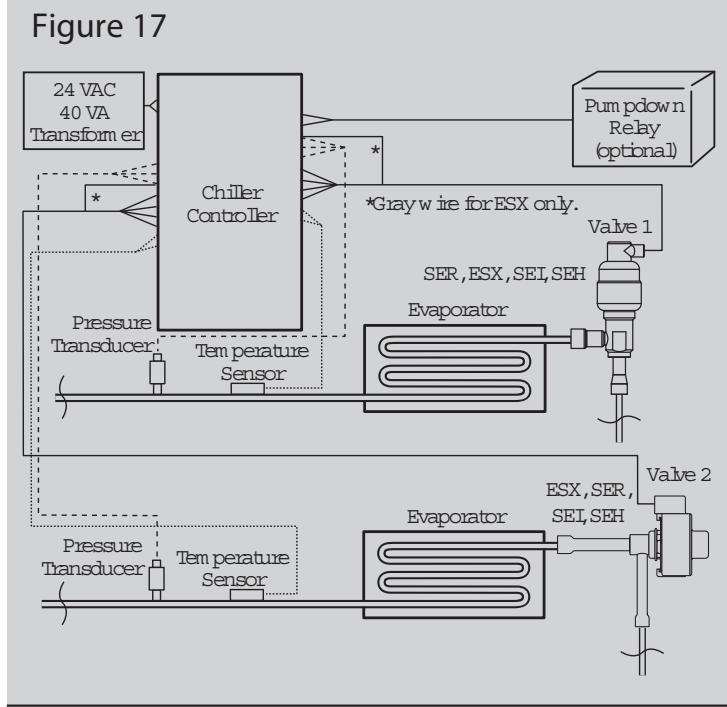 Figure 17
24 VAC
40 VA
Transformer
Chiller
Controller
Pumpdown
Relay
(optional)
*
*
*Gray wire for ESX only.
Valve 1
SER, ESX, SEI, SEH
Evaporator
Pressure
Transducer
Temperature
Sensor
Valve 2
ESX, SER,
SEI, SEH
Evaporator
Pressure
Transducer
Temperature
Sensor